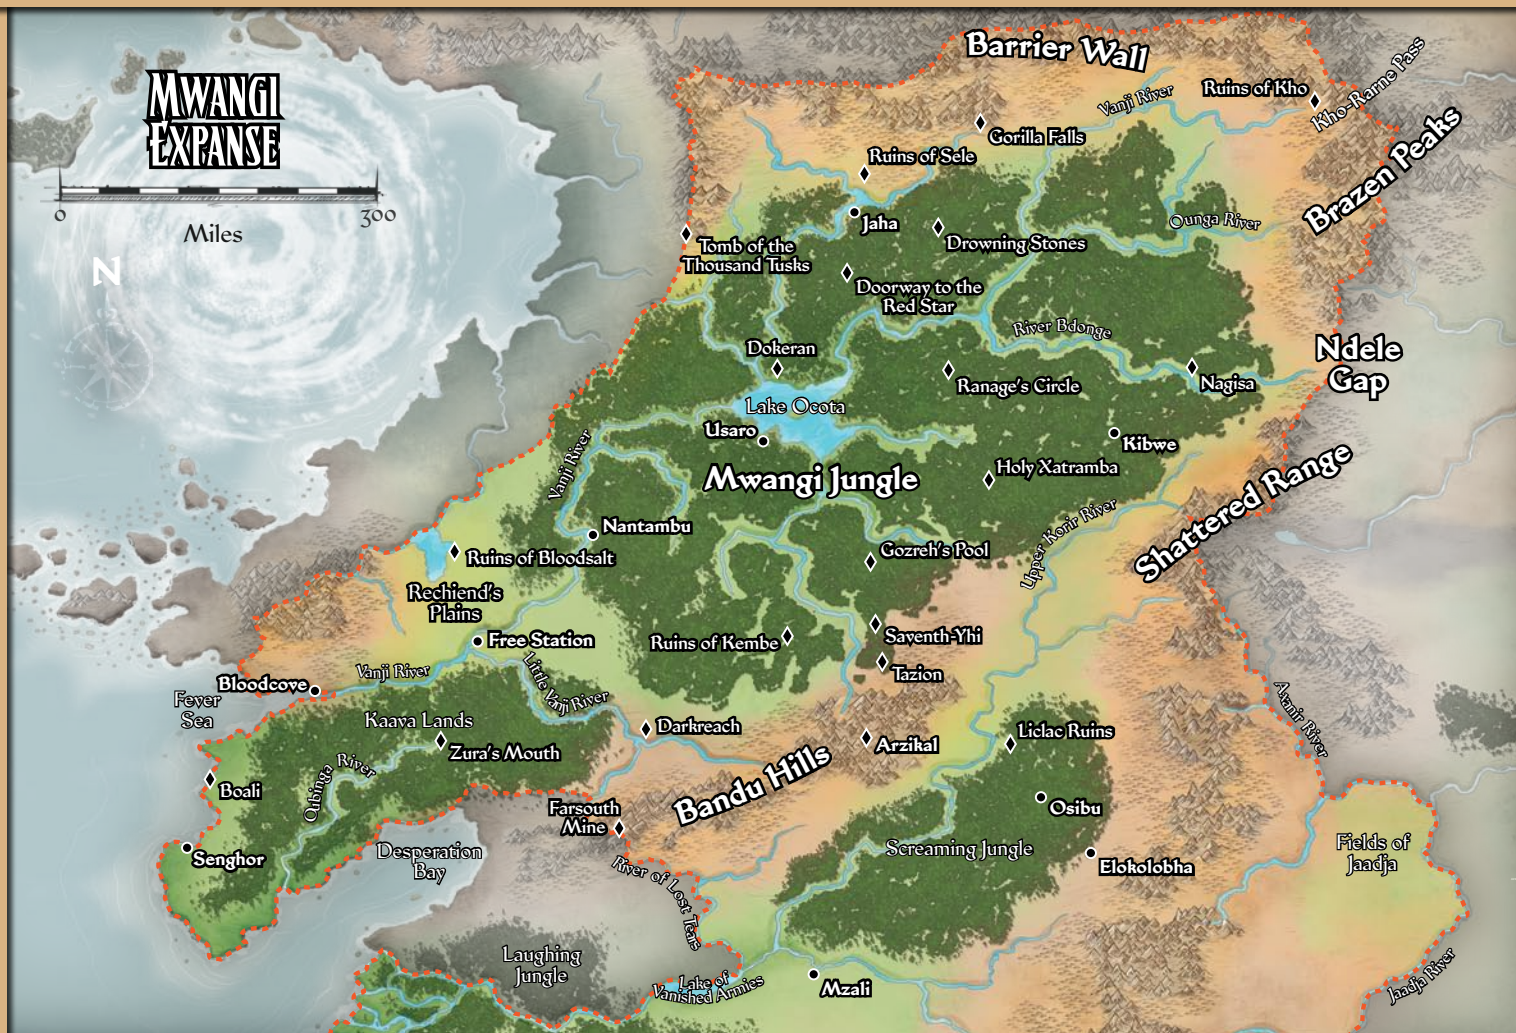 Mwangi
Expanse
0
300
Miles
N
Barrier Wall
Ruins of Kho
Kho-Rarne Pass
Vanji River
Gorilla Falls
Brazen Peaks
Ruins of Sele
Jaha
Drowning Stones
Ounga River
Tomb of the
Thousand Tusks
Doorway to the
Red Star
River Bdonge
Ndele
Gap
Dokeran
Ranage's Circle
Nagisa
Lake Ocota
Usaro
Kibwe
Vanji River
Mwangi Jungle
Holy Xatramba
Shattered Range
Nantambu
Upper Korir River
Ruins of Bloodsalt
Gozreh's Pool
Rechiend's
Plains
Free Station
Ruins of Kembe
Saventh-Yhi
Tazion
Bloodcove
Vanji River
Little Vanji River
Fever
Sea
Kaava Lands
Darkreach
Axanir River
Zura's Mouth
Arzikal
Liclac Ruins
Boali
Oubinga River
Bandu Hills
Farsouth
Mine
Osibu
Senghor
Desperation
Bay
Screaming Jungle
Elokolobha
Fields of
Jaadja
River of Lost Tears
Laughing
Jungle
Lake of
Vanished Armies
Mzali
Jaadja River